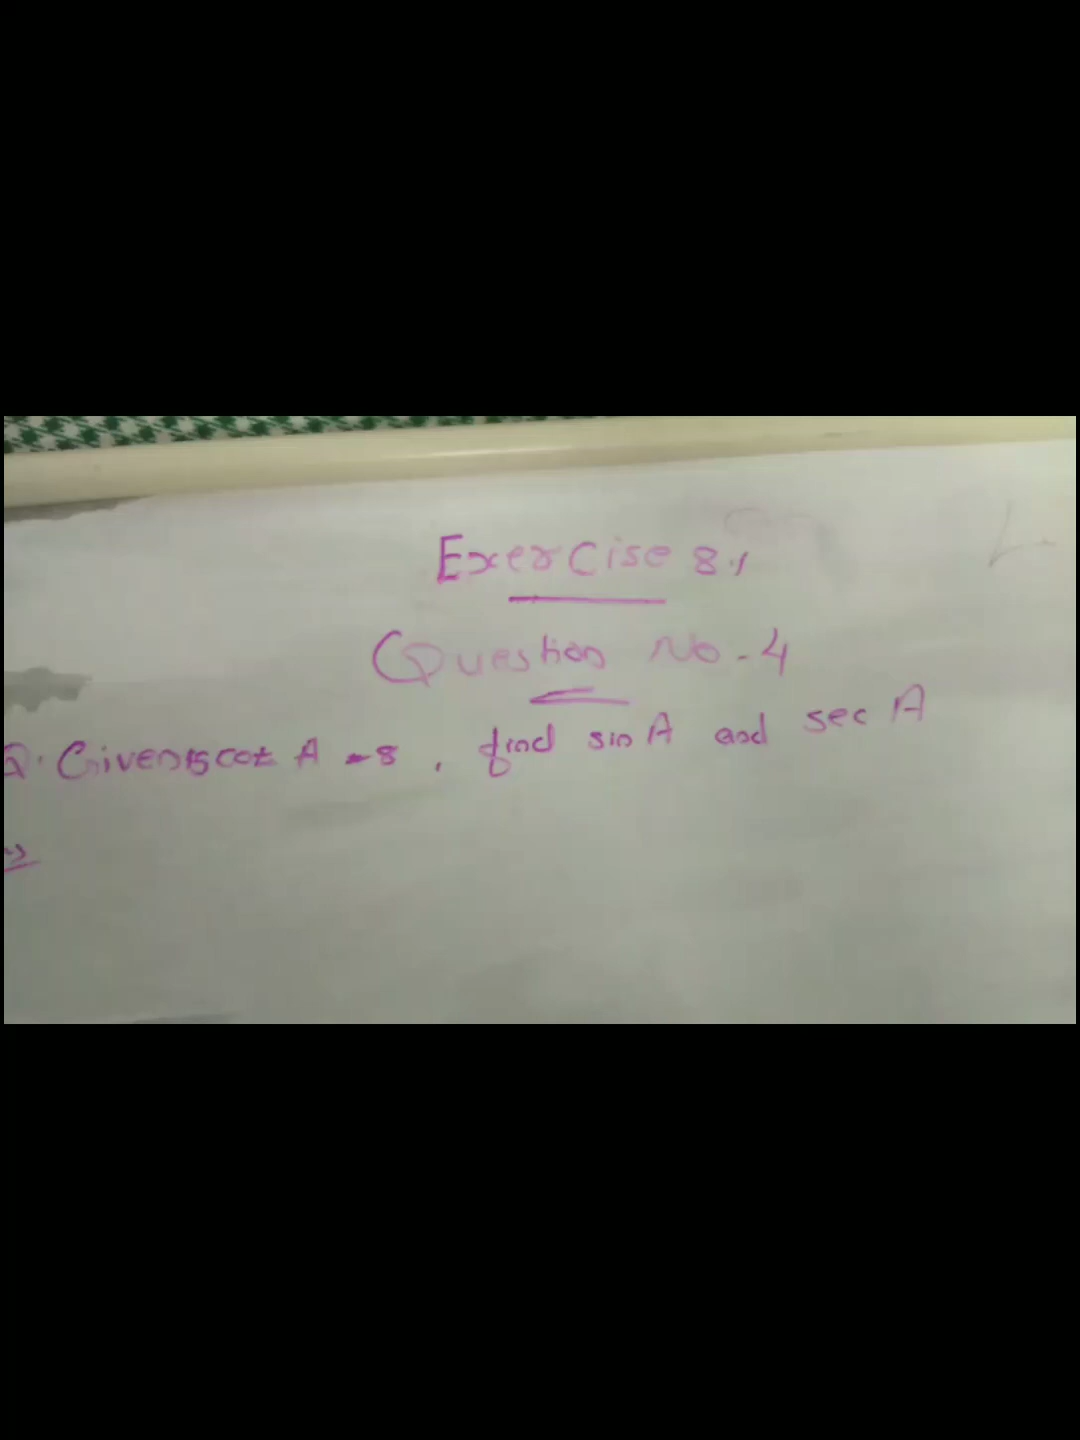 Exercise 8.1
Question No. 4
Q. Given 15 cot A = 8, find sin A and sec A
=>